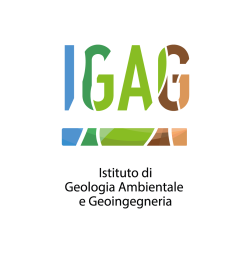 IGAG
Istituto di
Geologia Ambientale
e Geoingegneria